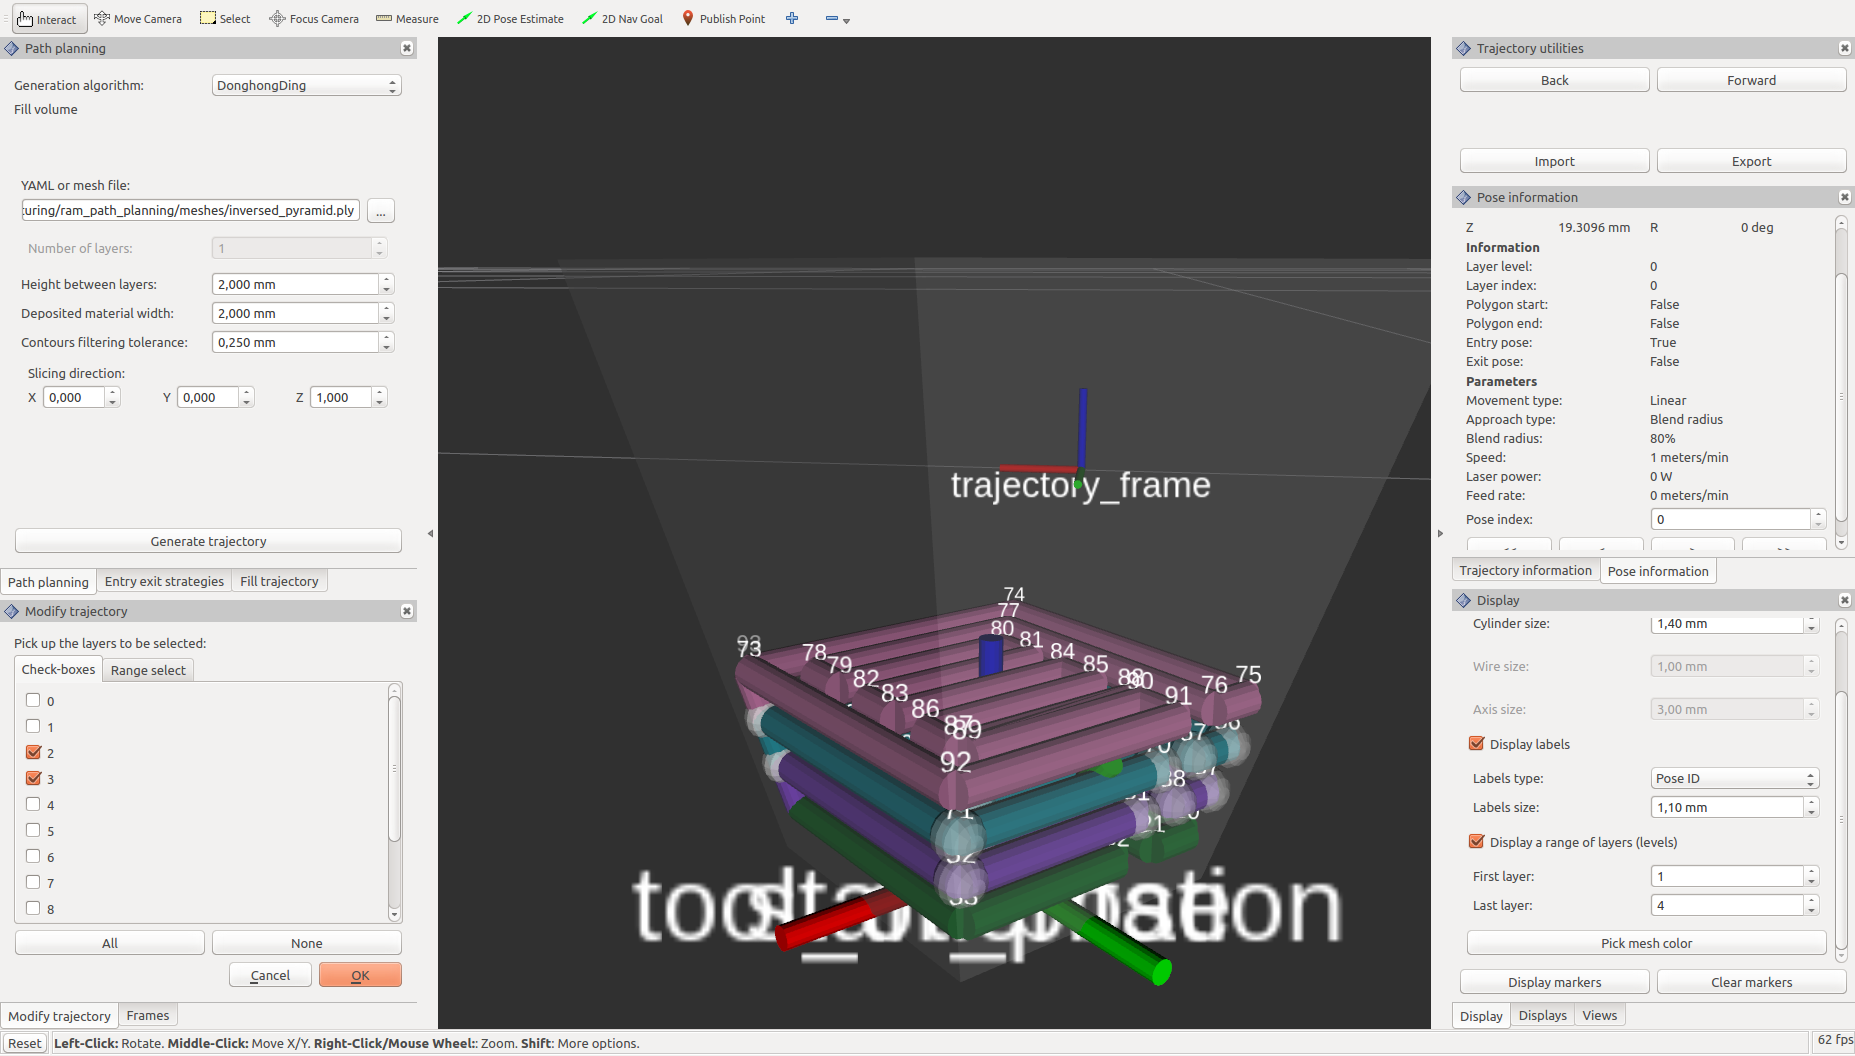 Interact Move Camera Select Focus Camera Measure 2D Pose Estimate 2D Nav Goal Publish Point
Path planning
Generation algorithm: DonghongDing
Fill volume
YAML or mesh file:
:uring/ram_path_planning/meshes/inversed_pyramid.ply ...
Number of layers: 1
Height between layers: 2,000 mm
Deposited material width: 2,000 mm
Contours filtering tolerance: 0,250 mm
Slicing direction:
X 0,000 Y 0,000 Z 1,000
Generate trajectory
Path planning Entry exit strategies Fill trajectory
Modify trajectory
Pick up the layers to be selected:
Check-boxes Range select
0
1
2
3
4
5
6
7
8
All None
Cancel OK
Modify trajectory Frames
trajectory_frame
74
77
80
81
84
85
90
91
76
75
73
78
79
82
83
86
87
89
92
71
Trajectory utilities
Back Forward
Import Export
Pose information
Z 19.3096 mm R 0 deg
Information
Layer level: 0
Layer index: 0
Polygon start: False
Polygon end: False
Entry pose: True
Exit pose: False
Parameters
Movement type: Linear
Approach type: Blend radius
Blend radius: 80%
Speed: 1 meters/min
Laser power: 0 W
Feed rate: 0 meters/min
Pose index: 0
Trajectory information Pose information
Display
Cylinder size: 1,40 mm
Wire size: 1,00 mm
Axis size: 3,00 mm
Display labels
Labels type: Pose ID
Labels size: 1,10 mm
Display a range of layers (levels)
First layer: 1
Last layer: 4
Pick mesh color
Display markers Clear markers
Display Displays Views
Reset Left-Click: Rotate. Middle-Click: Move X/Y. Right-Click/Mouse Wheel:: Zoom. Shift: More options. 62 fps